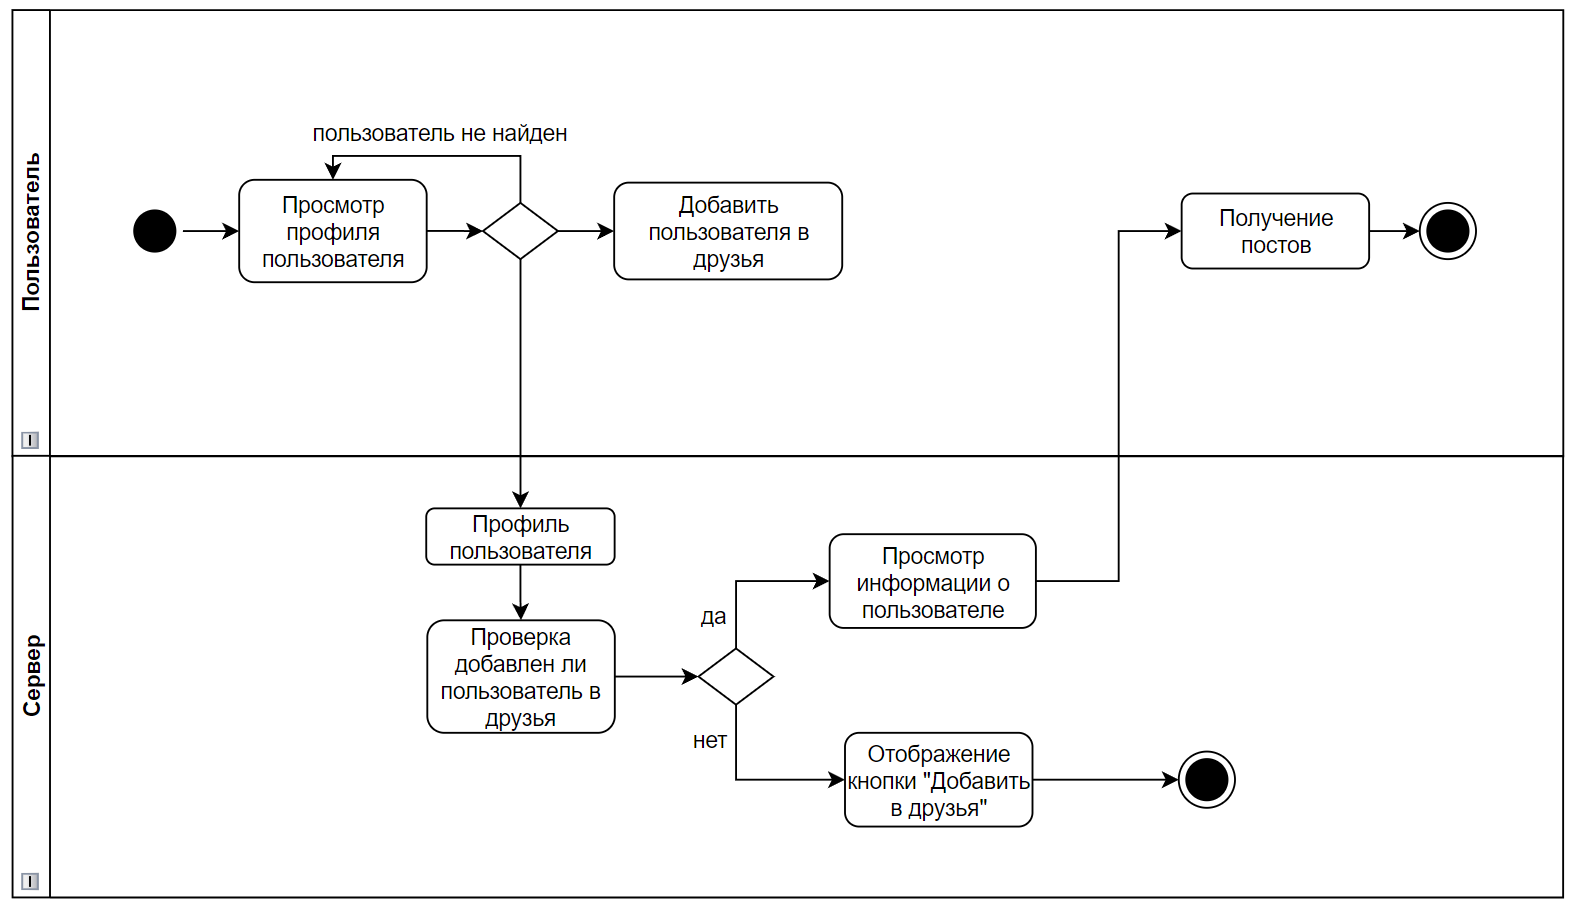 Пользователь
пользователь не найден
Просмотр
профиля
пользователя
Добавить
пользователя в
друзья
Получение
постов
Сервер
Профиль
пользователя
Проверка
добавлен ли
пользователь в
друзья
да
нет
Просмотр
информации о
пользователе
Отображение
кнопки "Добавить
в друзья"